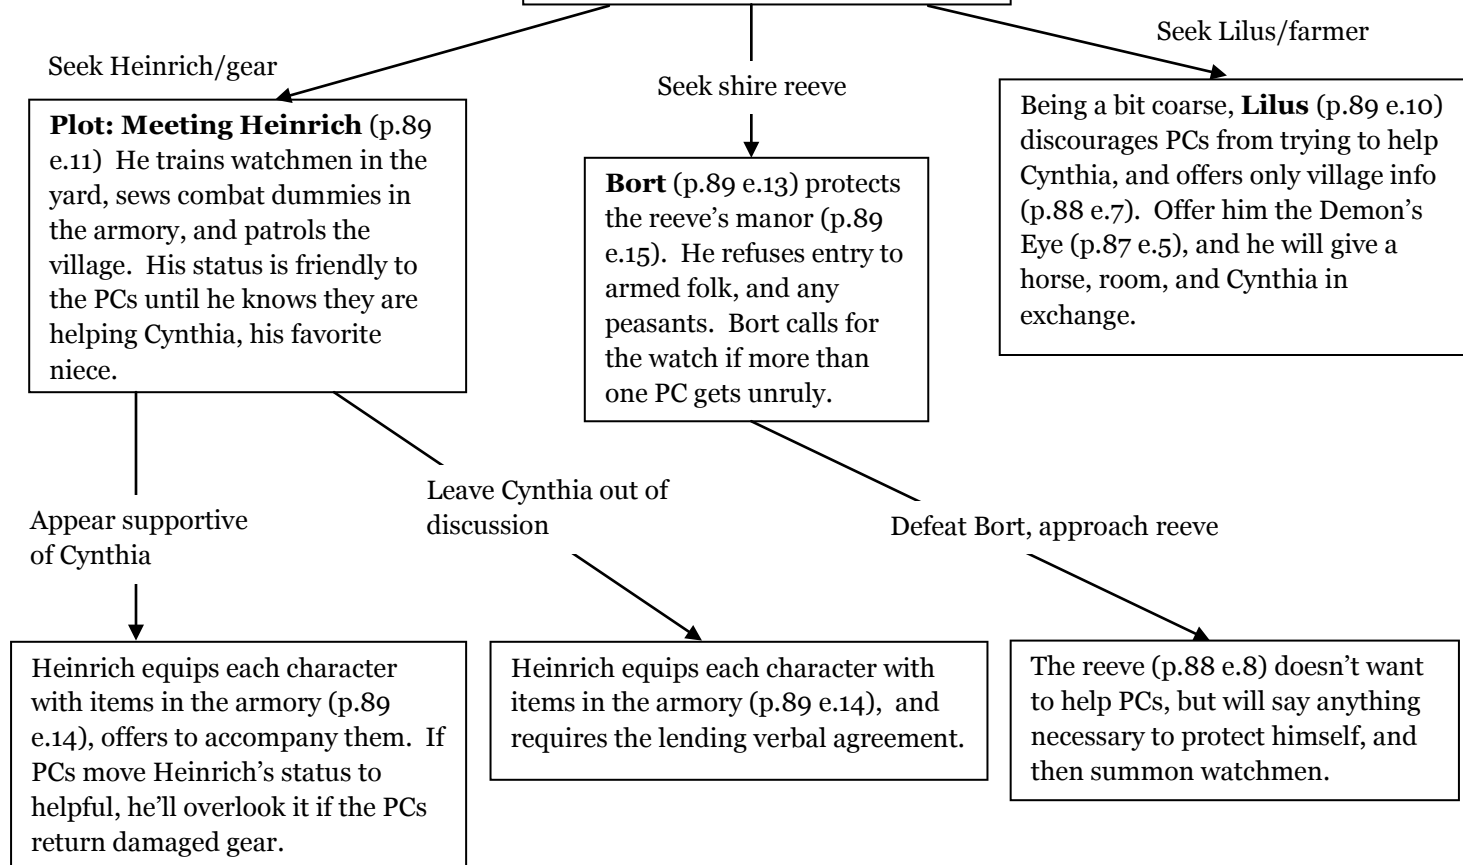 Seek Heinrich/gear
Seek shire reeve
Seek Lilus/farmer
Plot: Meeting Heinrich (p.89
e.11)  He trains watchmen in the
yard, sews combat dummies in
the armory, and patrols the
village.  His status is friendly to
the PCs until he knows they are
helping Cynthia, his favorite
niece.
Bort (p.89 e.13) protects
the reeve’s manor (p.89
e.15).  He refuses entry to
armed folk, and any
peasants.  Bort calls for
the watch if more than
one PC gets unruly.
Being a bit coarse, Lilus (p.89 e.10)
discourages PCs from trying to help
Cynthia, and offers only village info
(p.88 e.7).  Offer him the Demon’s
Eye (p.87 e.5), and he will give a
horse, room, and Cynthia in
exchange.
Appear supportive
of Cynthia
Leave Cynthia out of
discussion
Defeat Bort, approach reeve
Heinrich equips each character
with items in the armory (p.89
e.14), offers to accompany them.  If
PCs move Heinrich’s status to
helpful, he’ll overlook it if the PCs
return damaged gear.
Heinrich equips each character with
items in the armory (p.89 e.14),  and
requires the lending verbal agreement.
The reeve (p.88 e.8) doesn’t want
to help PCs, but will say anything
necessary to protect himself, and
then summon watchmen.